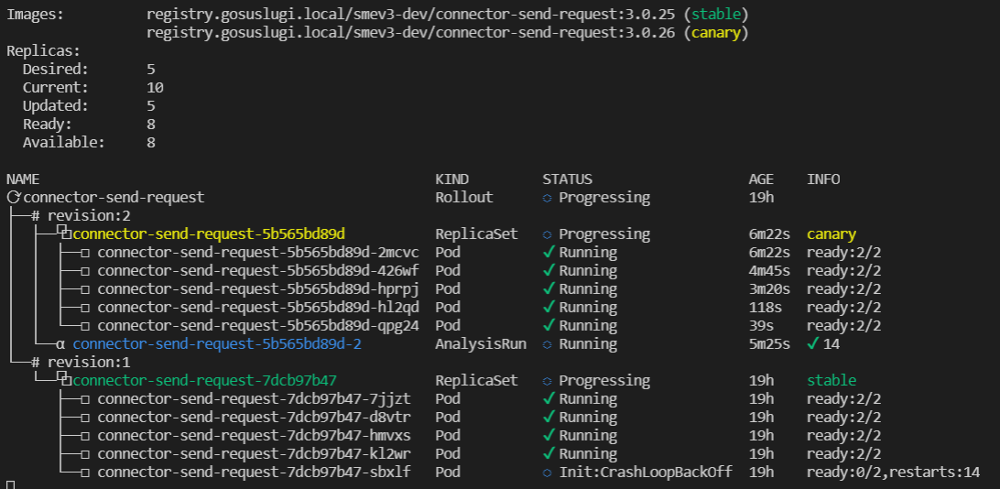 Images: registry.gosuslugi.local/smev3-dev/connector-send-request:3.0.25 (stable)
registry.gosuslugi.local/smev3-dev/connector-send-request:3.0.26 (canary)
Replicas:
Desired: 5
Current: 10
Updated: 5
Ready: 8
Available: 8
NAME KIND STATUS AGE INFO
⟳ connector-send-request Rollout ◌ Progressing 19h
├──# revision:2
│  ├──⧉ connector-send-request-5b565bd89d ReplicaSet ◌ Progressing 6m22s canary
│  │  ├──□ connector-send-request-5b565bd89d-2mcvc Pod ✔ Running 6m22s ready:2/2
│  │  ├──□ connector-send-request-5b565bd89d-426wf Pod ✔ Running 4m45s ready:2/2
│  │  ├──□ connector-send-request-5b565bd89d-hprpj Pod ✔ Running 3m20s ready:2/2
│  │  ├──□ connector-send-request-5b565bd89d-hl2qd Pod ✔ Running 118s ready:2/2
│  │  └──□ connector-send-request-5b565bd89d-qpg24 Pod ✔ Running 39s ready:2/2
│  └──α connector-send-request-5b565bd89d-2 AnalysisRun ◌ Running 5m25s ✔ 14
└──# revision:1
   └──⧉ connector-send-request-7dcb97b47 ReplicaSet ◌ Progressing 19h stable
      ├──□ connector-send-request-7dcb97b47-7jjzt Pod ✔ Running 19h ready:2/2
      ├──□ connector-send-request-7dcb97b47-d8vtr Pod ✔ Running 19h ready:2/2
      ├──□ connector-send-request-7dcb97b47-hmvxs Pod ✔ Running 19h ready:2/2
      ├──□ connector-send-request-7dcb97b47-kl2wr Pod ✔ Running 19h ready:2/2
      └──□ connector-send-request-7dcb97b47-sbxlf Pod ◌ Init:CrashLoopBackOff 19h ready:0/2,restarts:14